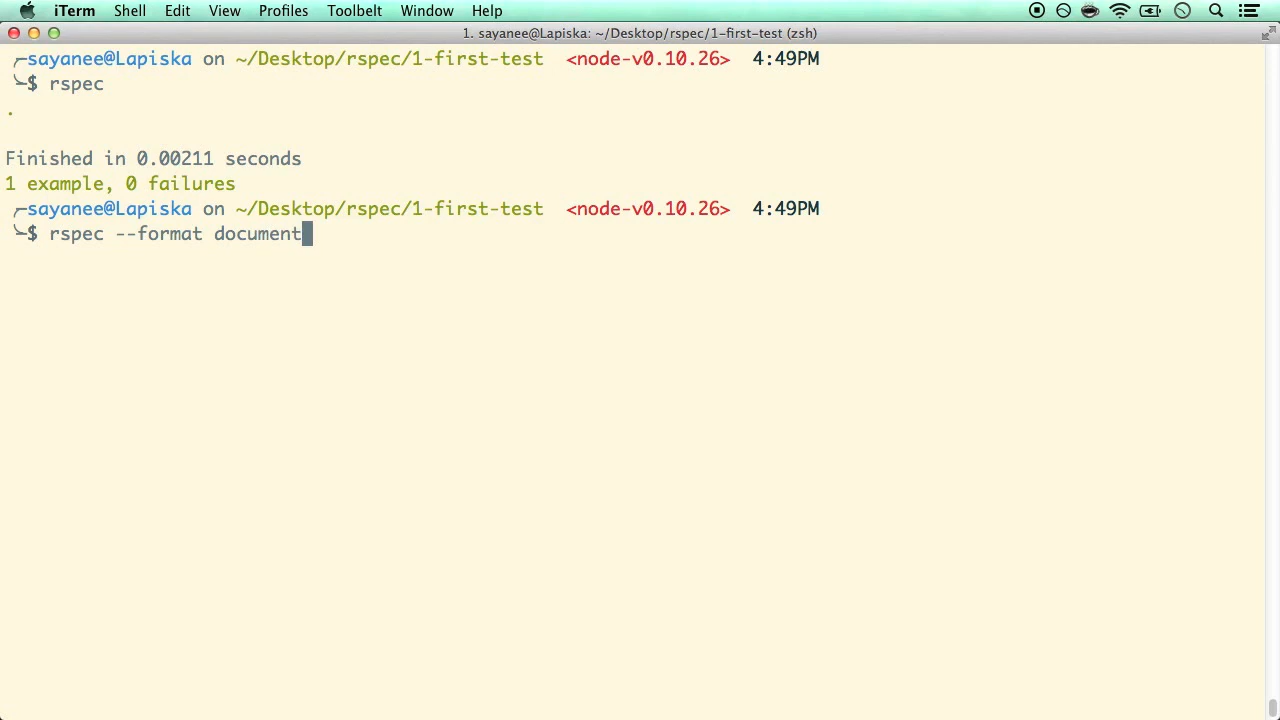 iTerm Shell Edit View Profiles Toolbelt Window Help
1. sayanee@Lapiska: ~/Desktop/rspec/1-first-test (zsh)
sayanee@Lapiska on ~/Desktop/rspec/1-first-test <node-v0.10.26> 4:49PM
$ rspec
.
Finished in 0.00211 seconds
1 example, 0 failures
sayanee@Lapiska on ~/Desktop/rspec/1-first-test <node-v0.10.26> 4:49PM
$ rspec --format document